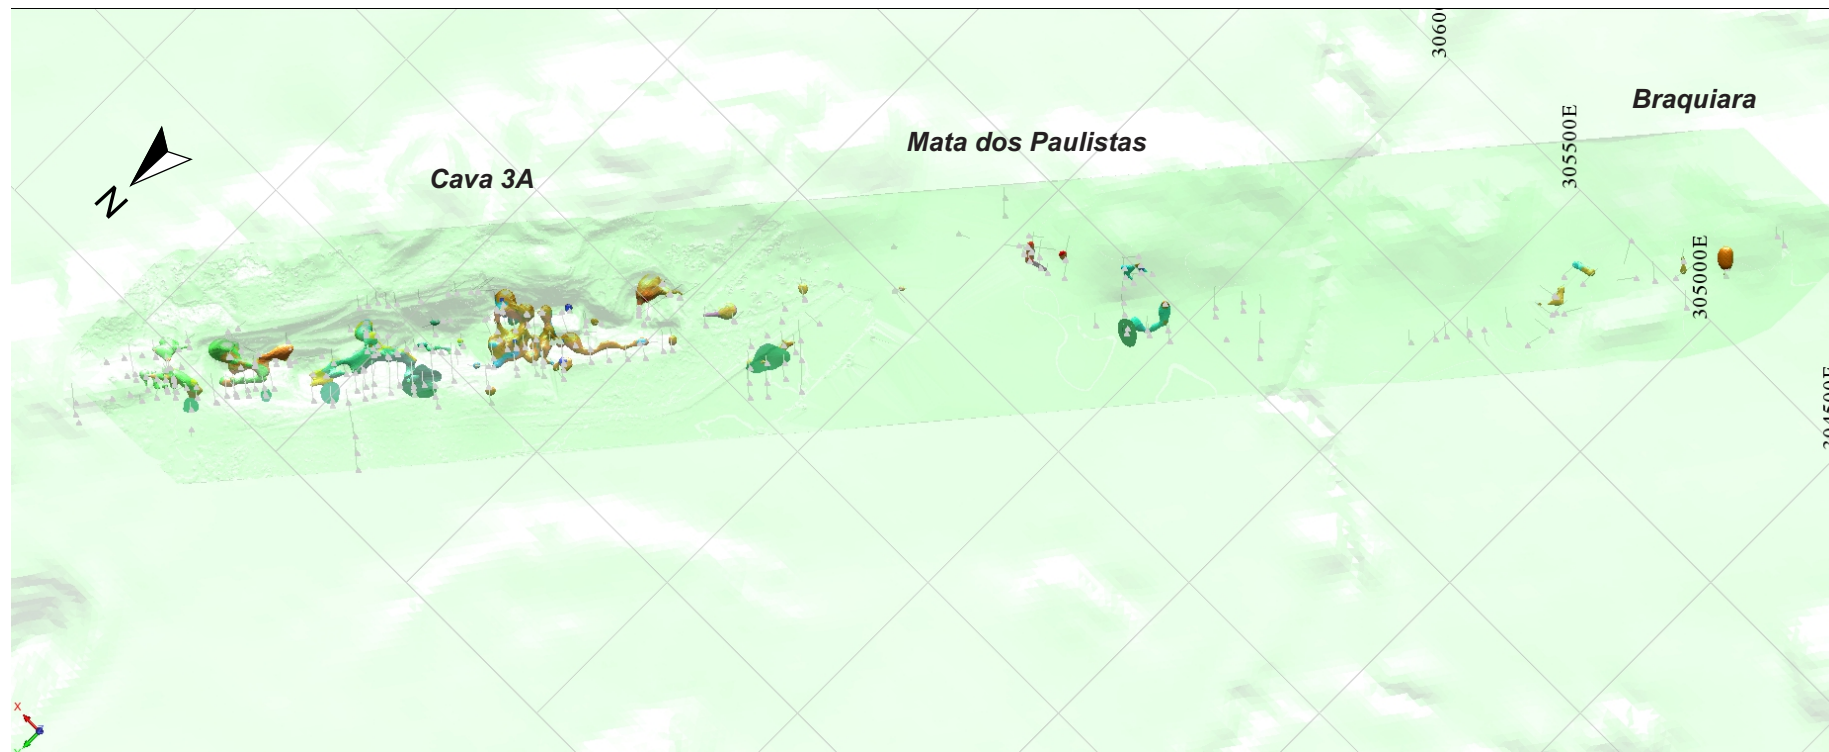 Braquiara
Mata dos Paulistas
Cava 3A
N
305500E
305000E
X